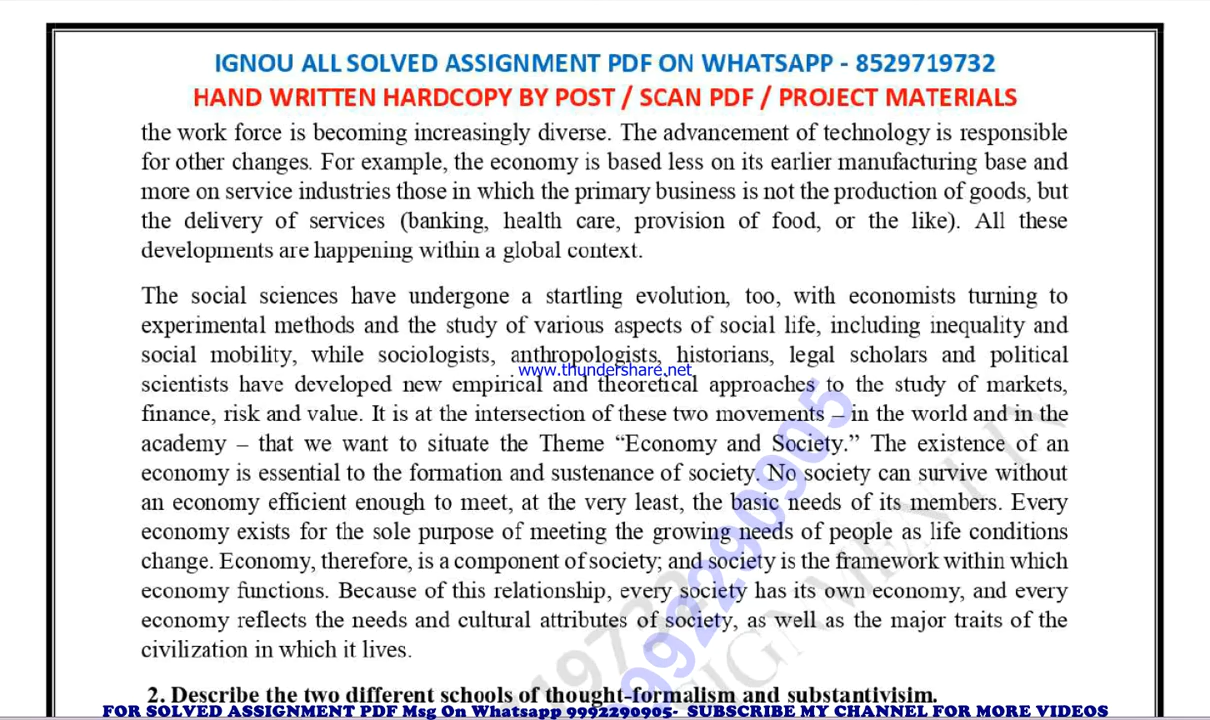 IGNOU ALL SOLVED ASSIGNMENT PDF ON WHATSAPP - 8529719732
HAND WRITTEN HARDCOPY BY POST / SCAN PDF / PROJECT MATERIALS
the work force is becoming increasingly diverse. The advancement of technology is responsible
for other changes. For example, the economy is based less on its earlier manufacturing base and
more on service industries those in which the primary business is not the production of goods, but
the delivery of services (banking, health care, provision of food, or the like). All these
developments are happening within a global context.
The social sciences have undergone a startling evolution, too, with economists turning to
experimental methods and the study of various aspects of social life, including inequality and
social mobility, while sociologists, anthropologists, historians, legal scholars and political
www.thundershare.net
scientists have developed new empirical and theoretical approaches to the study of markets,
finance, risk and value. It is at the intersection of these two movements – in the world and in the
academy – that we want to situate the Theme “Economy and Society.” The existence of an
economy is essential to the formation and sustenance of society. No society can survive without
an economy efficient enough to meet, at the very least, the basic needs of its members. Every
economy exists for the sole purpose of meeting the growing needs of people as life conditions
change. Economy, therefore, is a component of society; and society is the framework within which
economy functions. Because of this relationship, every society has its own economy, and every
economy reflects the needs and cultural attributes of society, as well as the major traits of the
civilization in which it lives.
9992290905
2. Describe the two different schools of thought-formalism and substantivisim.
FOR SOLVED ASSIGNMENT PDF Msg On Whatsapp 9992290905- SUBSCRIBE MY CHANNEL FOR MORE VIDEOS